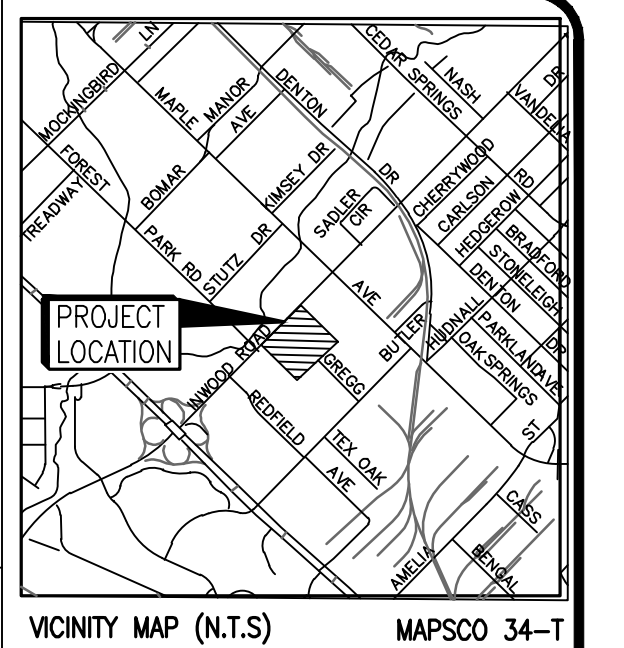 LN
CEDAR SPRINGS
NASH
VANDELIA
DR
MOCKINGBIRD
MAPLE
MANOR
AVE
DENTON
DR
FOREST
PARK RD
TREADWAY
BOMAR
KIMSEY DR
STUTZ DR
SADLER
CIR
CHERRYWOOD
RD
CARLSON
HEDGEROW
BRADFORD
STONELEIGH
DENTON
DR
AVE
BUTLER
HUDNALL
PARKLAND
AVE
OAK SPRINGS
ST
PROJECT
LOCATION
INWOOD ROAD
GREGG
REDFIELD
TEX OAK
AVE
CASS
BENGAL
AMELIA
VICINITY MAP (N.T.S)
MAPSCO 34-T